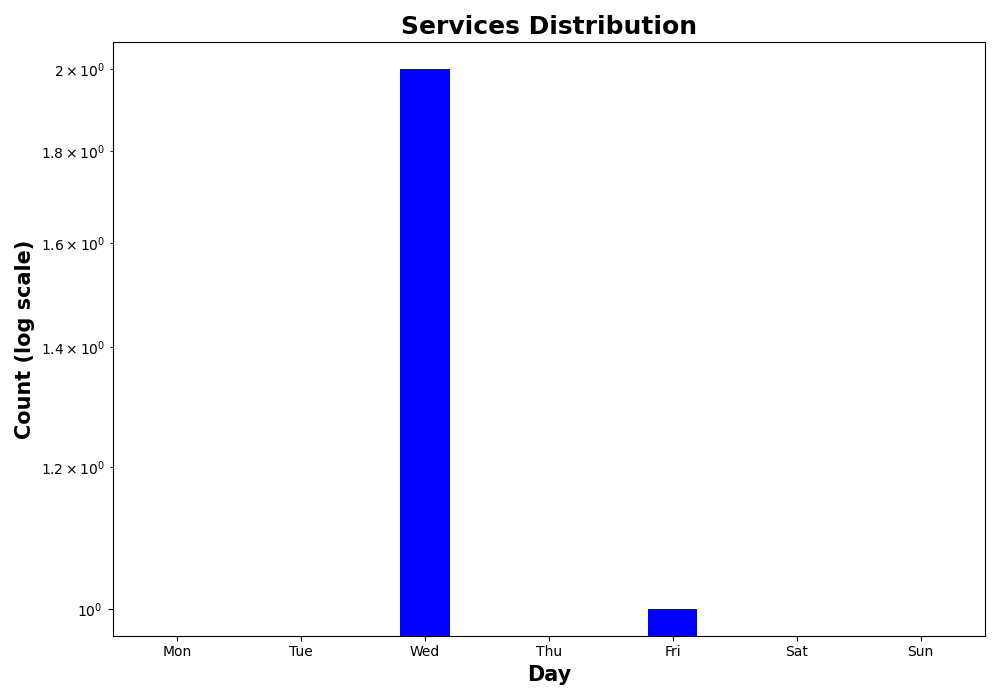 Services Distribution
Count (log scale)
2 × 10⁰
1.8 × 10⁰
1.6 × 10⁰
1.4 × 10⁰
1.2 × 10⁰
10⁰
Mon Tue Wed Thu Fri Sat Sun
Day